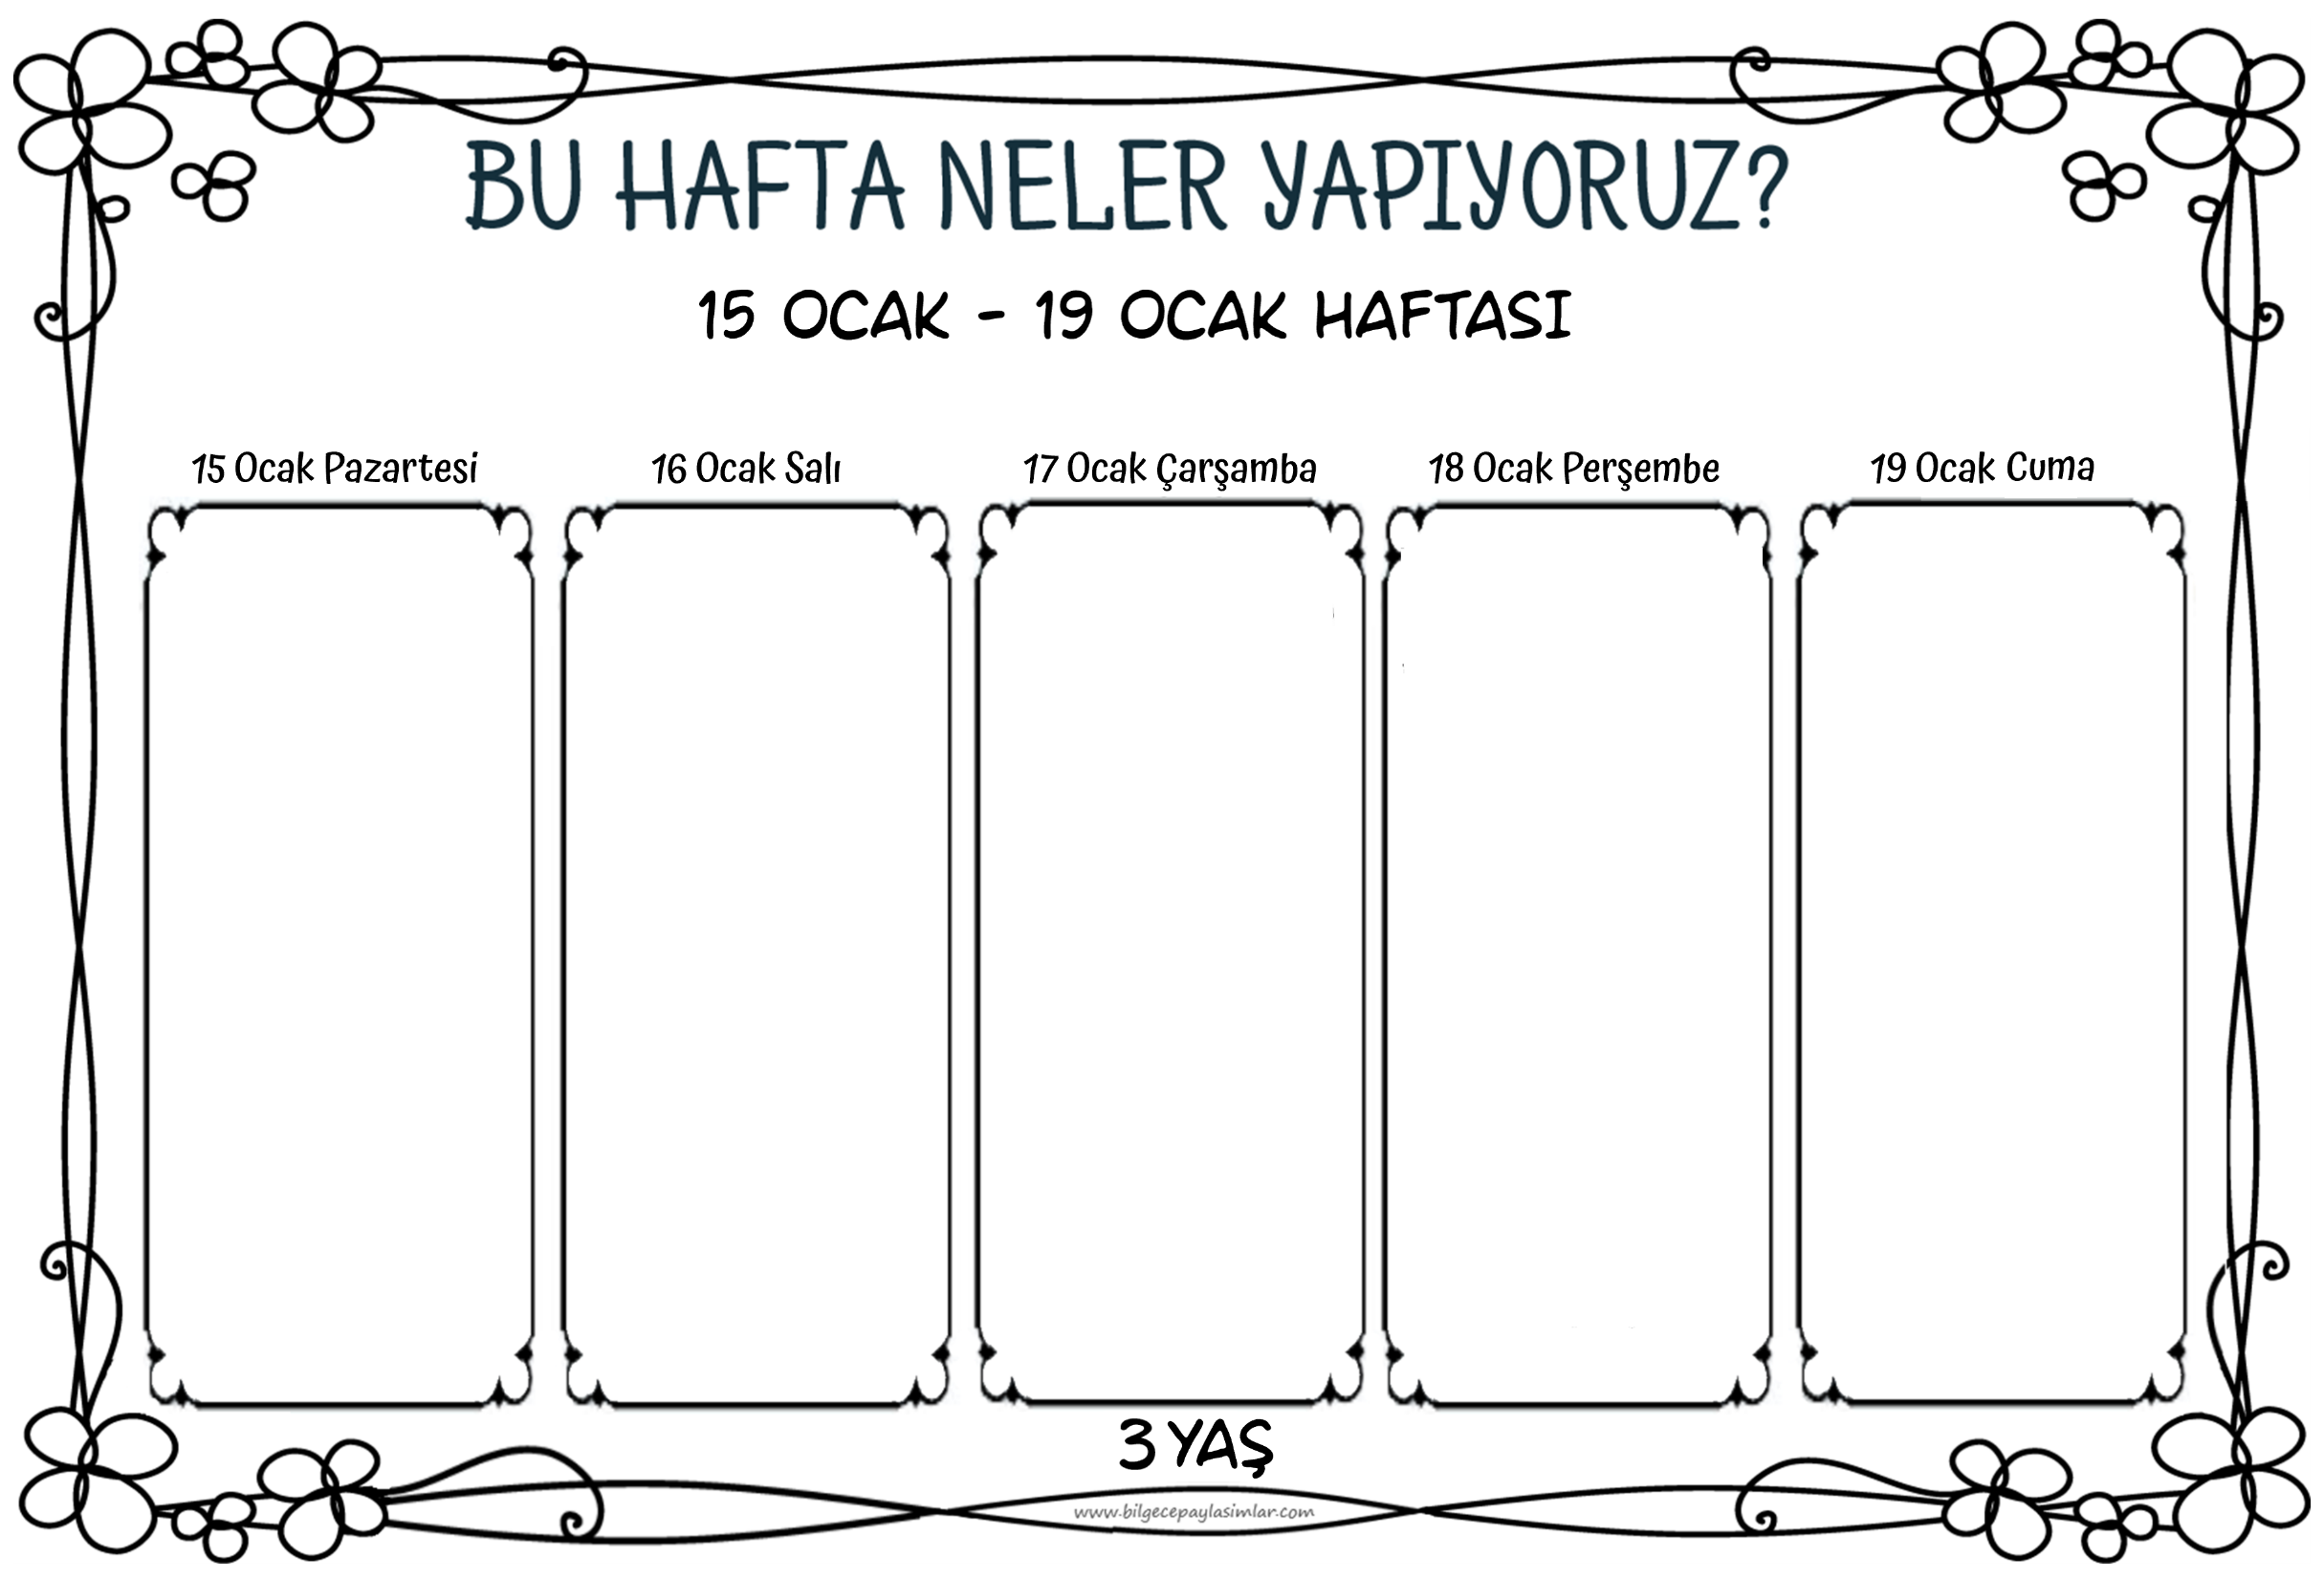 BU HAFTA NELER YAPIYORUZ?
15 OCAK - 19 OCAK HAFTASI
15 Ocak Pazartesi
16 Ocak Salı
17 Ocak Çarşamba
18 Ocak Perşembe
19 Ocak Cuma
3 YAŞ
www.bilgecepaylasimlar.com